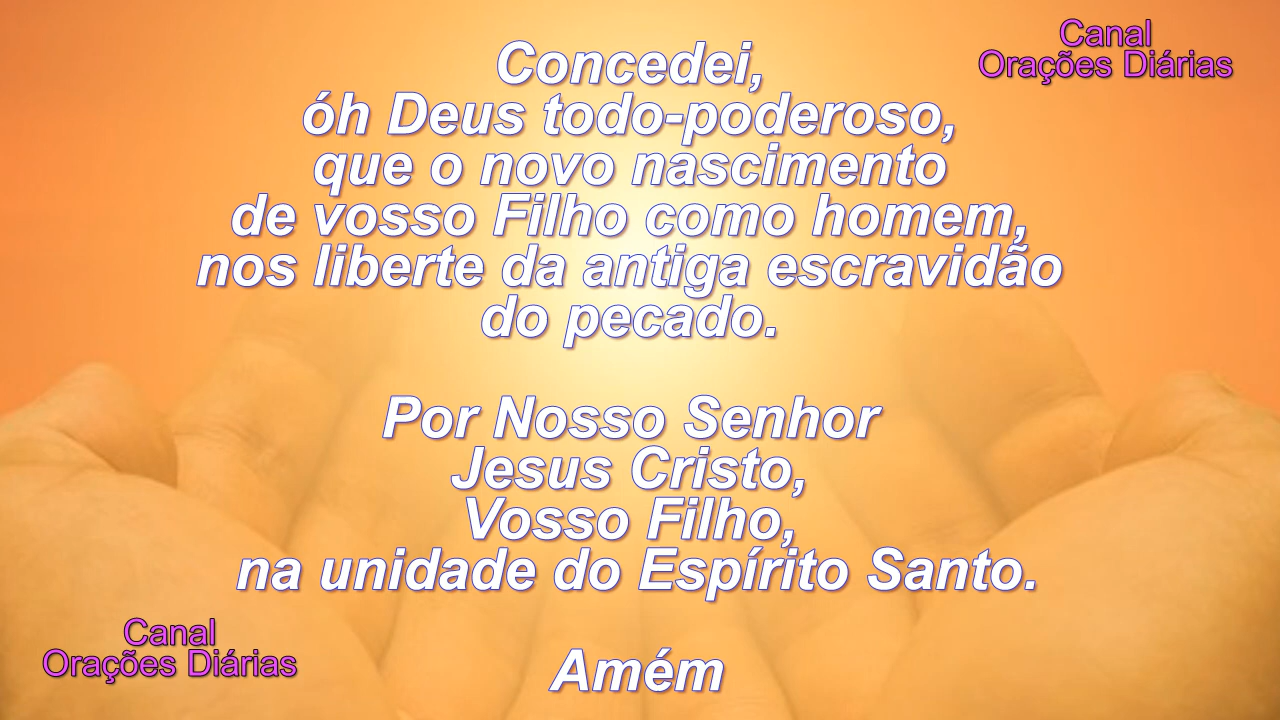 Canal
Orações Diárias
Concedei,
óh Deus todo-poderoso,
que o novo nascimento
de vosso Filho como homem,
nos liberte da antiga escravidão
do pecado.
Por Nosso Senhor
Jesus Cristo,
Vosso Filho,
na unidade do Espírito Santo.
Canal
Orações Diárias
Amém